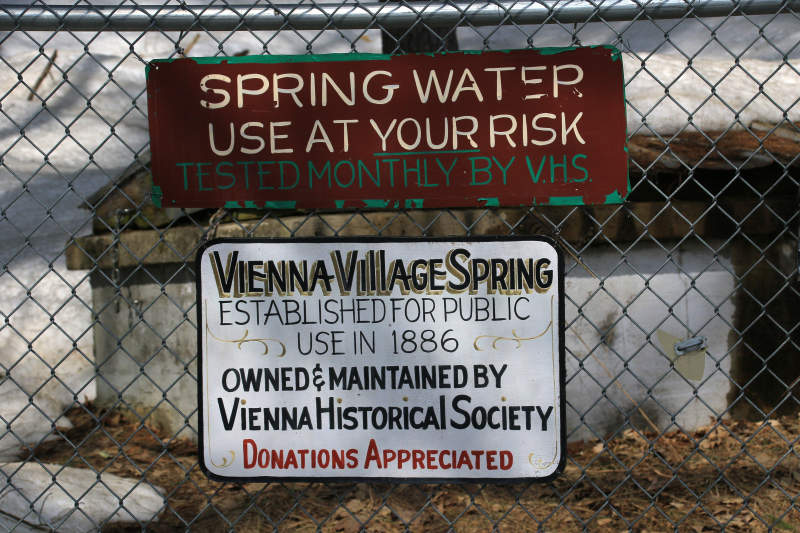 SPRING WATER
USE AT YOUR RISK
TESTED MONTHLY BY V.H.S.
VIENNA VILLAGE SPRING
ESTABLISHED FOR PUBLIC
USE IN 1886
OWNED & MAINTAINED BY
VIENNA HISTORICAL SOCIETY
DONATIONS APPRECIATED